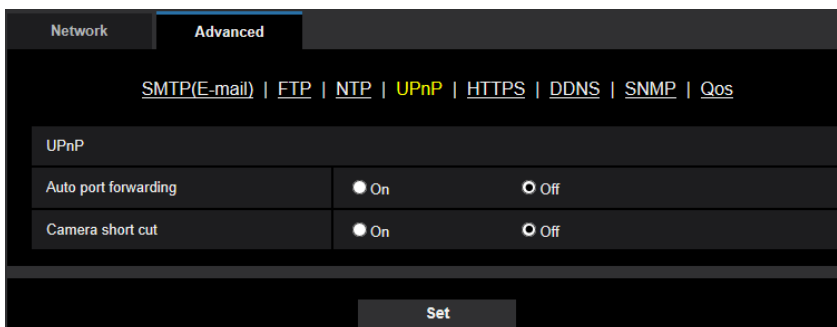 Network Advanced
SMTP(E-mail) | FTP | NTP | UPnP | HTTPS | DDNS | SNMP | Qos
UPnP
Auto port forwarding On Off
Camera short cut On Off
Set